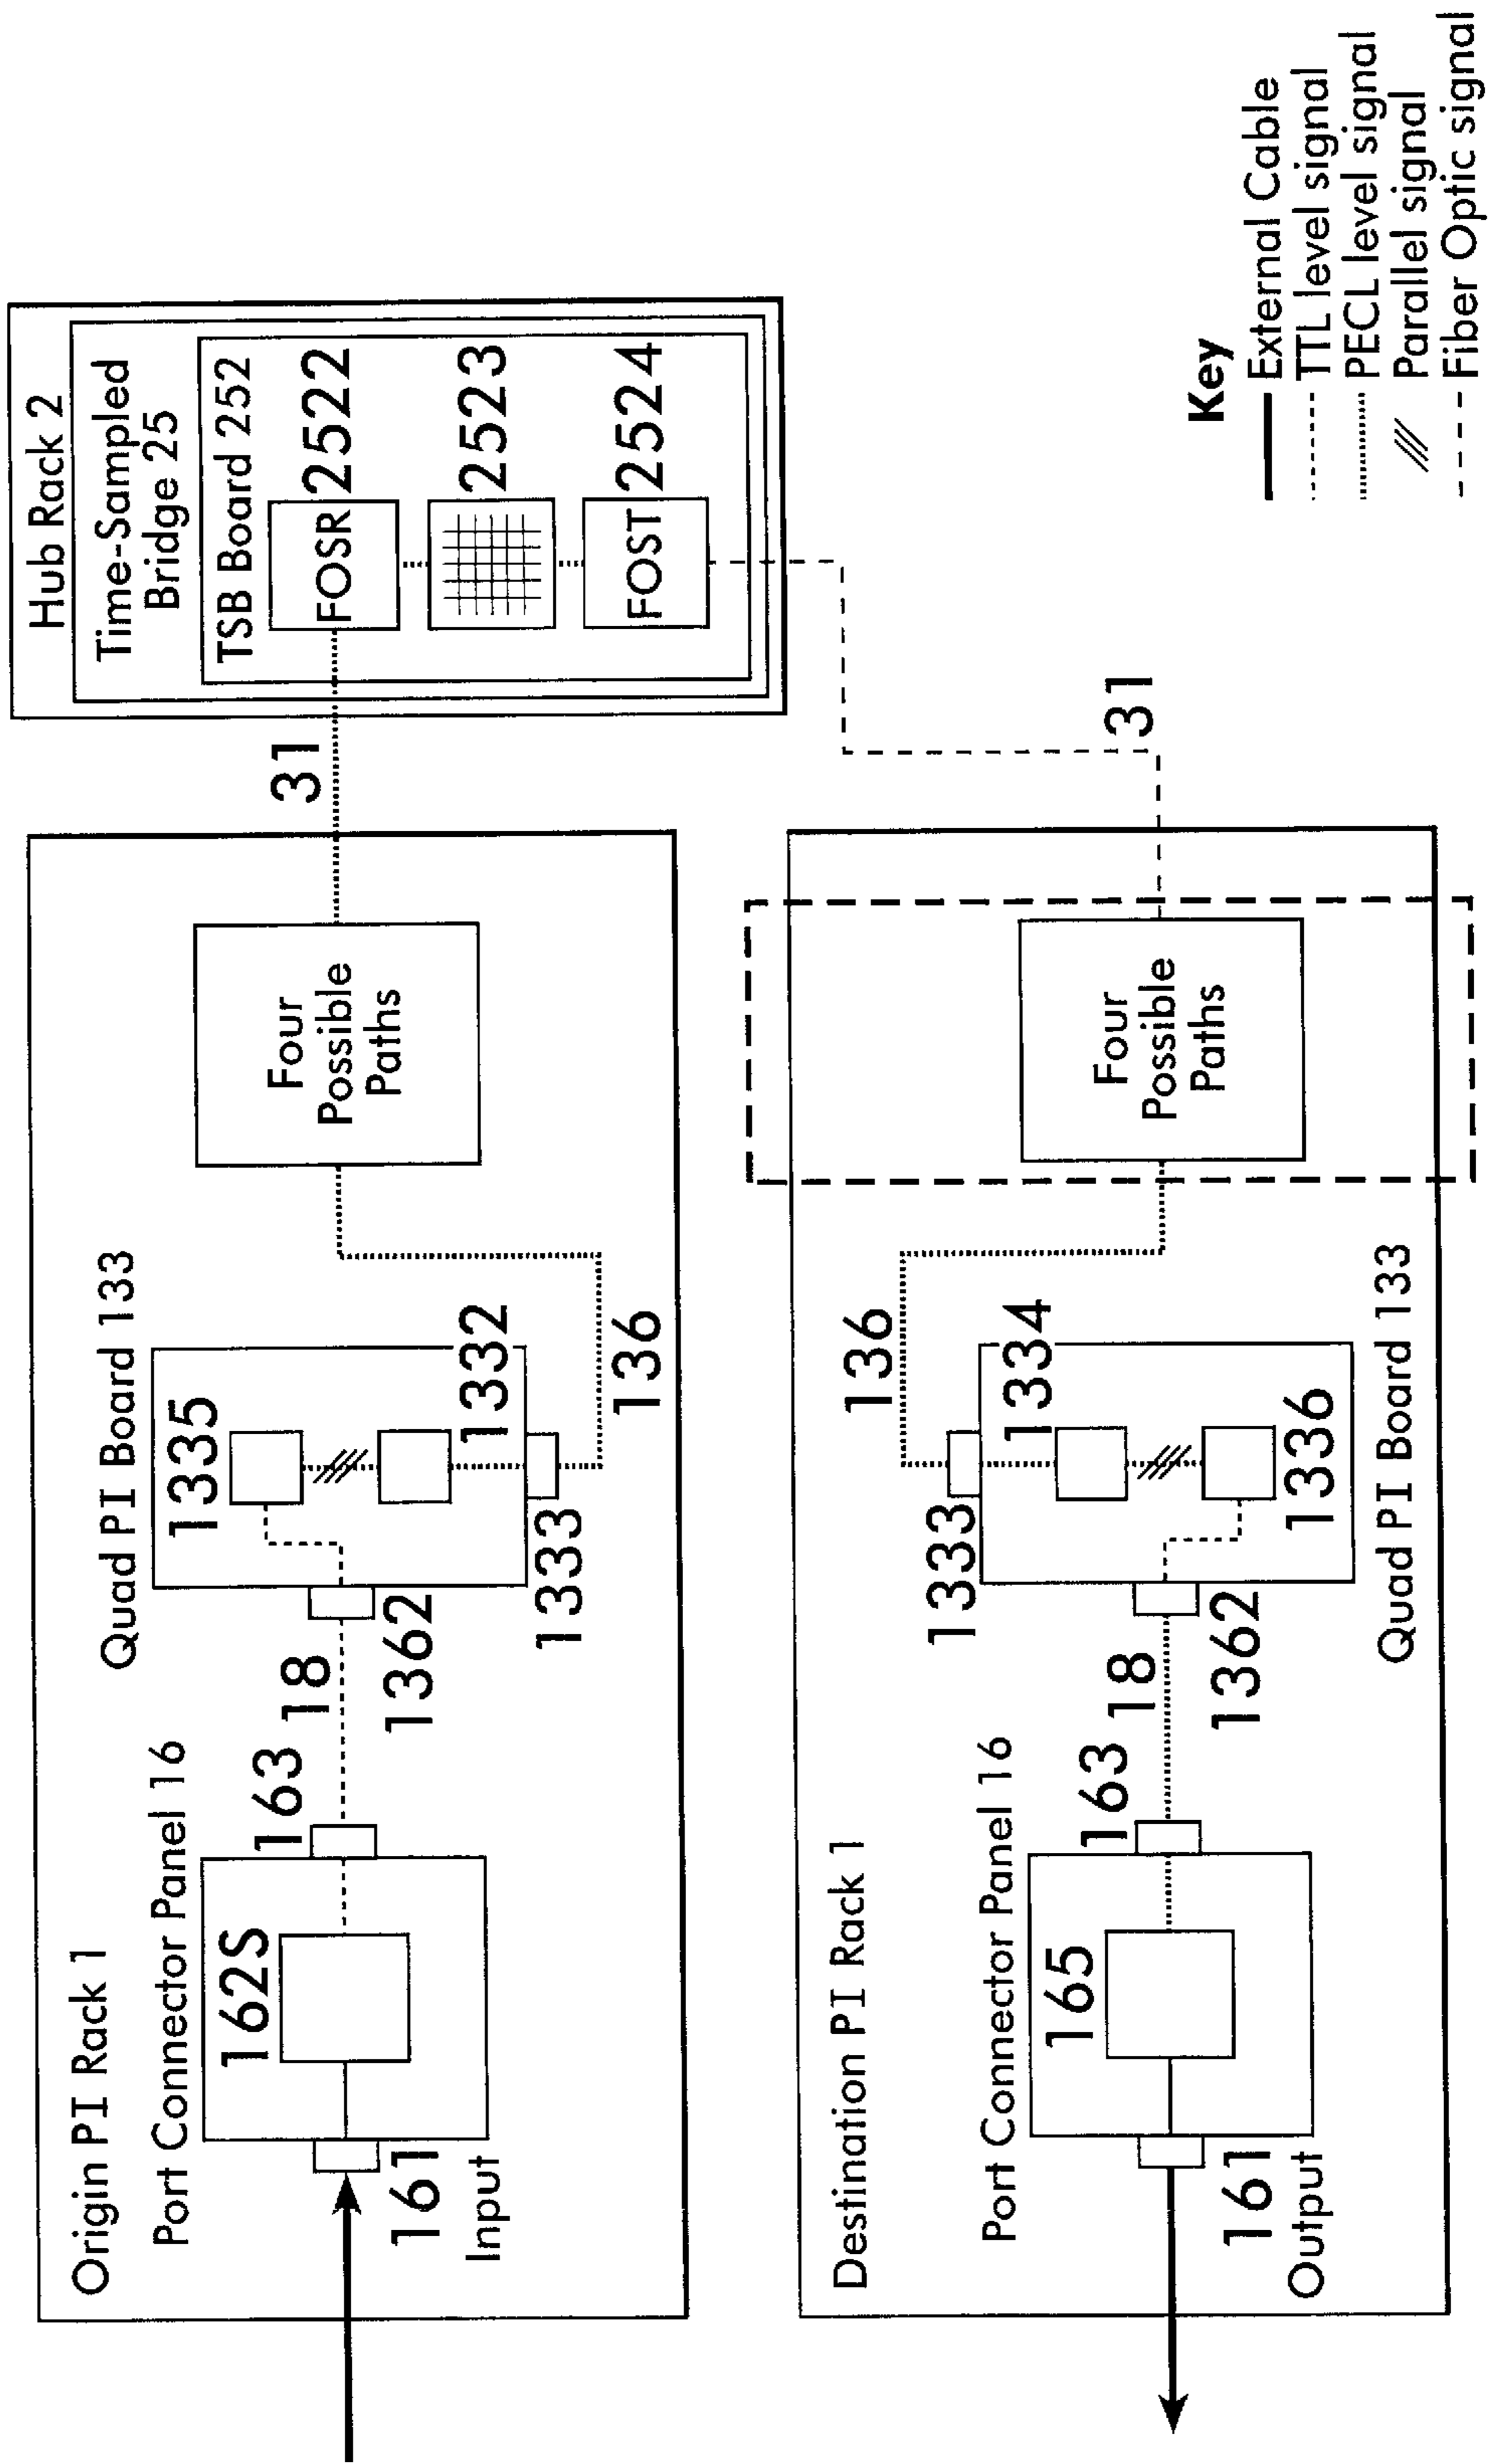 Origin PI Rack 1
Port Connector Panel 16
162S
163
161
Input
18
Quad PI Board 133
1335
1332
1362
1333
136
Four
Possible
Paths
31
Hub Rack 2
Time-Sampled
Bridge 25
TSB Board 252
FOSR
2522
2523
FOST
2524
Destination PI Rack 1
Port Connector Panel 16
165
163
161
Output
18
1333
1362
136
1334
1336
Quad PI Board 133
Four
Possible
Paths
31
Key
External Cable
TTL level signal
PECL level signal
Parallel signal
Fiber Optic signal